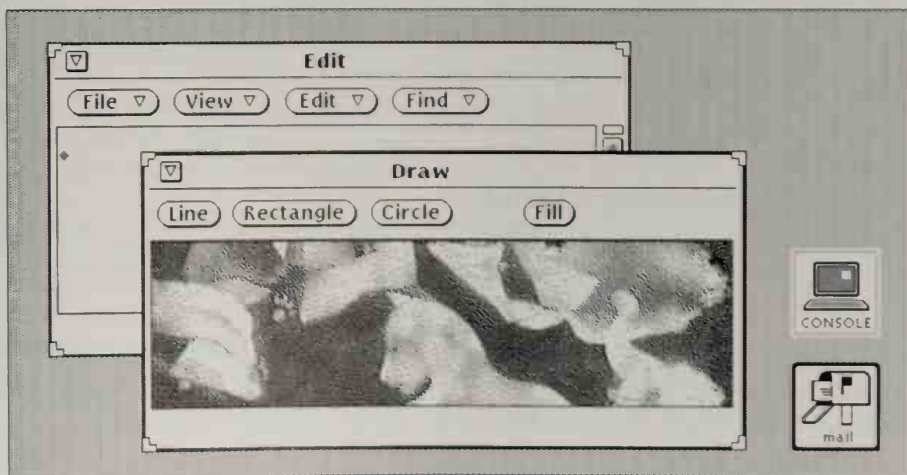 Edit
File View Edit Find
Draw
Line Rectangle Circle Fill
CONSOLE
mail